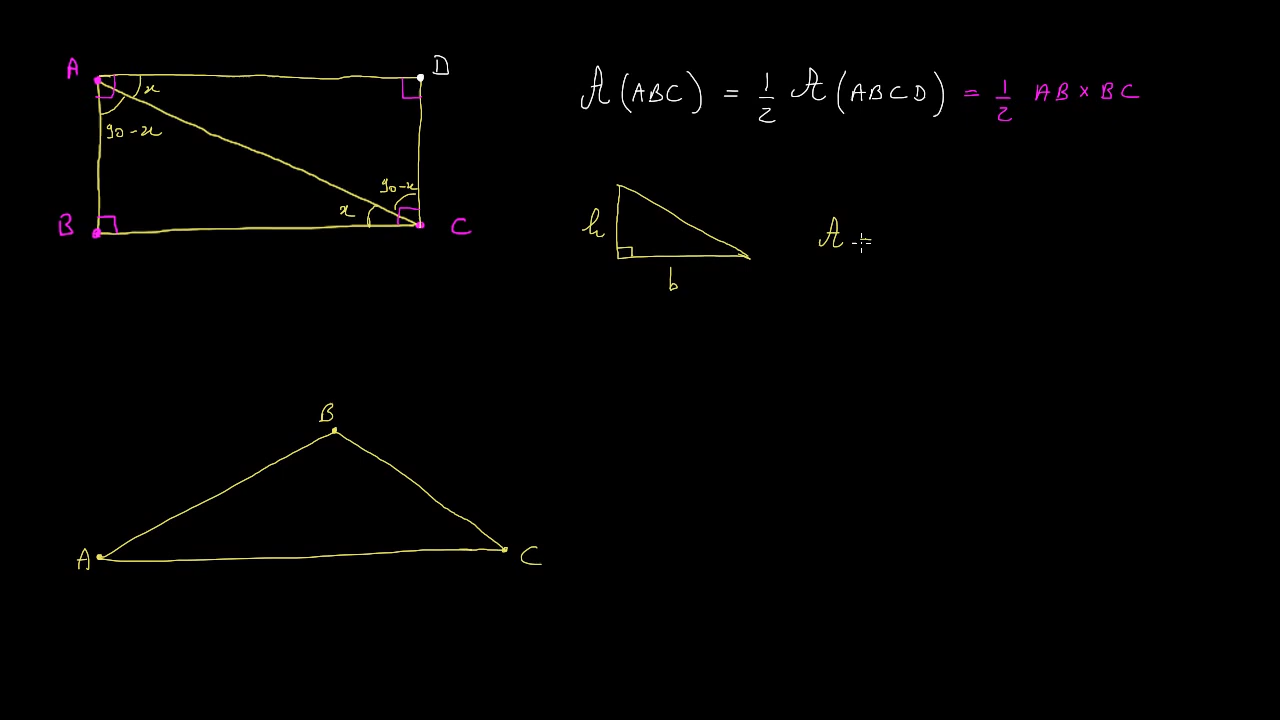 A
D
x
90-x
90-x
x
B
C
A (ABC) = 1/2 A (ABCD) = 1/2 AB × BC
h
b
A -
B
A
C